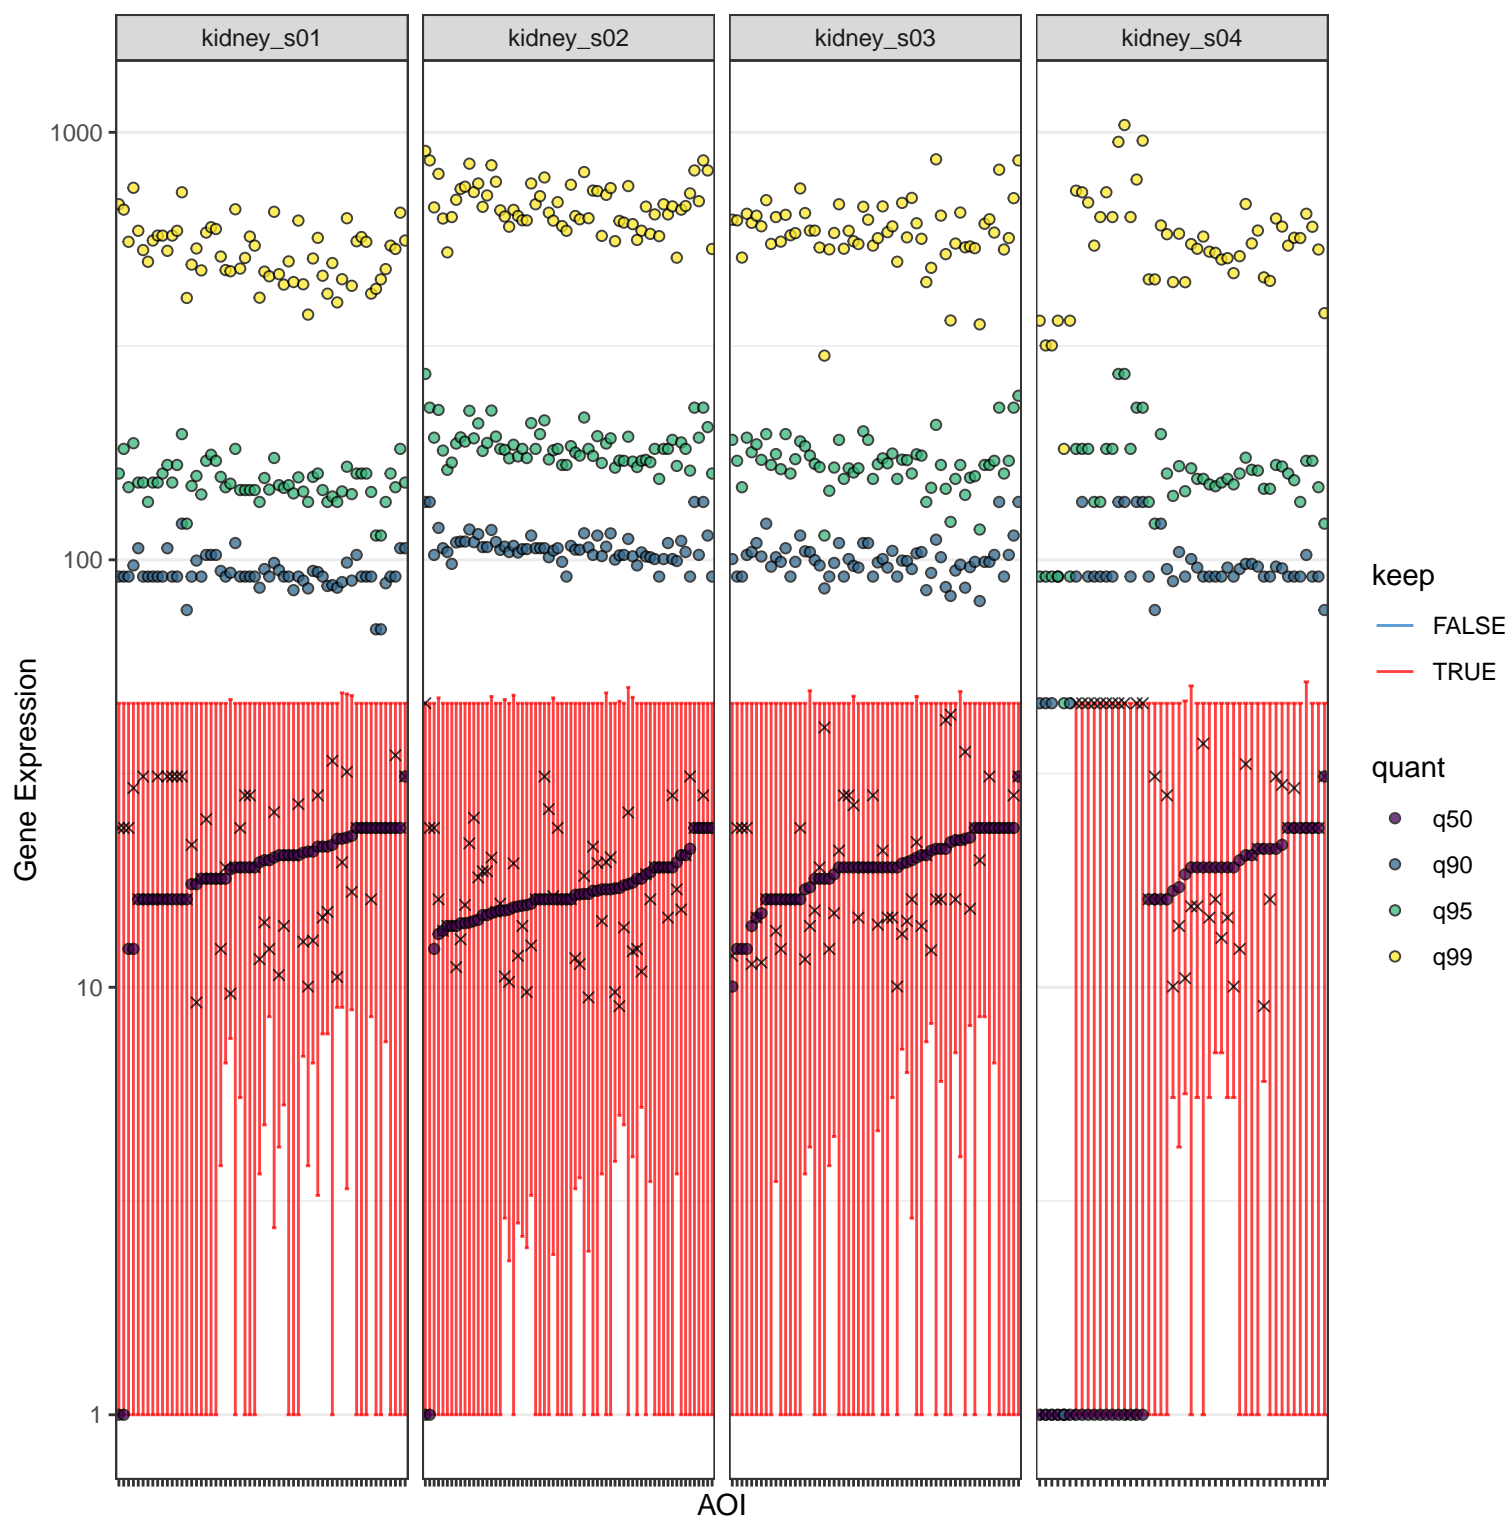 kidney_s01 kidney_s02 kidney_s03 kidney_s04
1000
100
10
1
Gene Expression
AOI
keep
FALSE
TRUE
quant
q50
q90
q95
q99